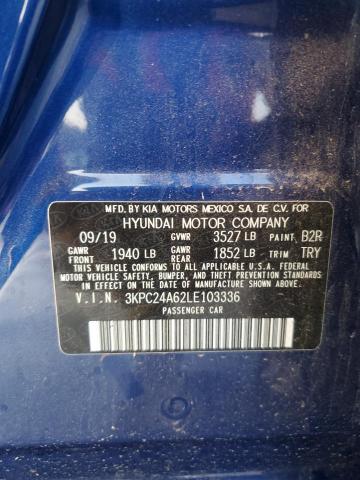 MFD. BY KIA MOTORS MEXICO S.A. DE C.V. FOR
HYUNDAI MOTOR COMPANY
09/19 GVWR 3527 LB PAINT B2R
GAWR FRONT 1940 LB GAWR REAR 1852 LB TRIM TRY
THIS VEHICLE CONFORMS TO ALL APPLICABLE U.S. FEDERAL
MOTOR VEHICLE SAFETY, BUMPER, AND THEFT PREVENTION
STANDARDS IN EFFECT ON THE DATE OF MANUFACTURE SHOWN ABOVE.
V.I.N. 3KPC24A62LE103336
PASSENGER CAR